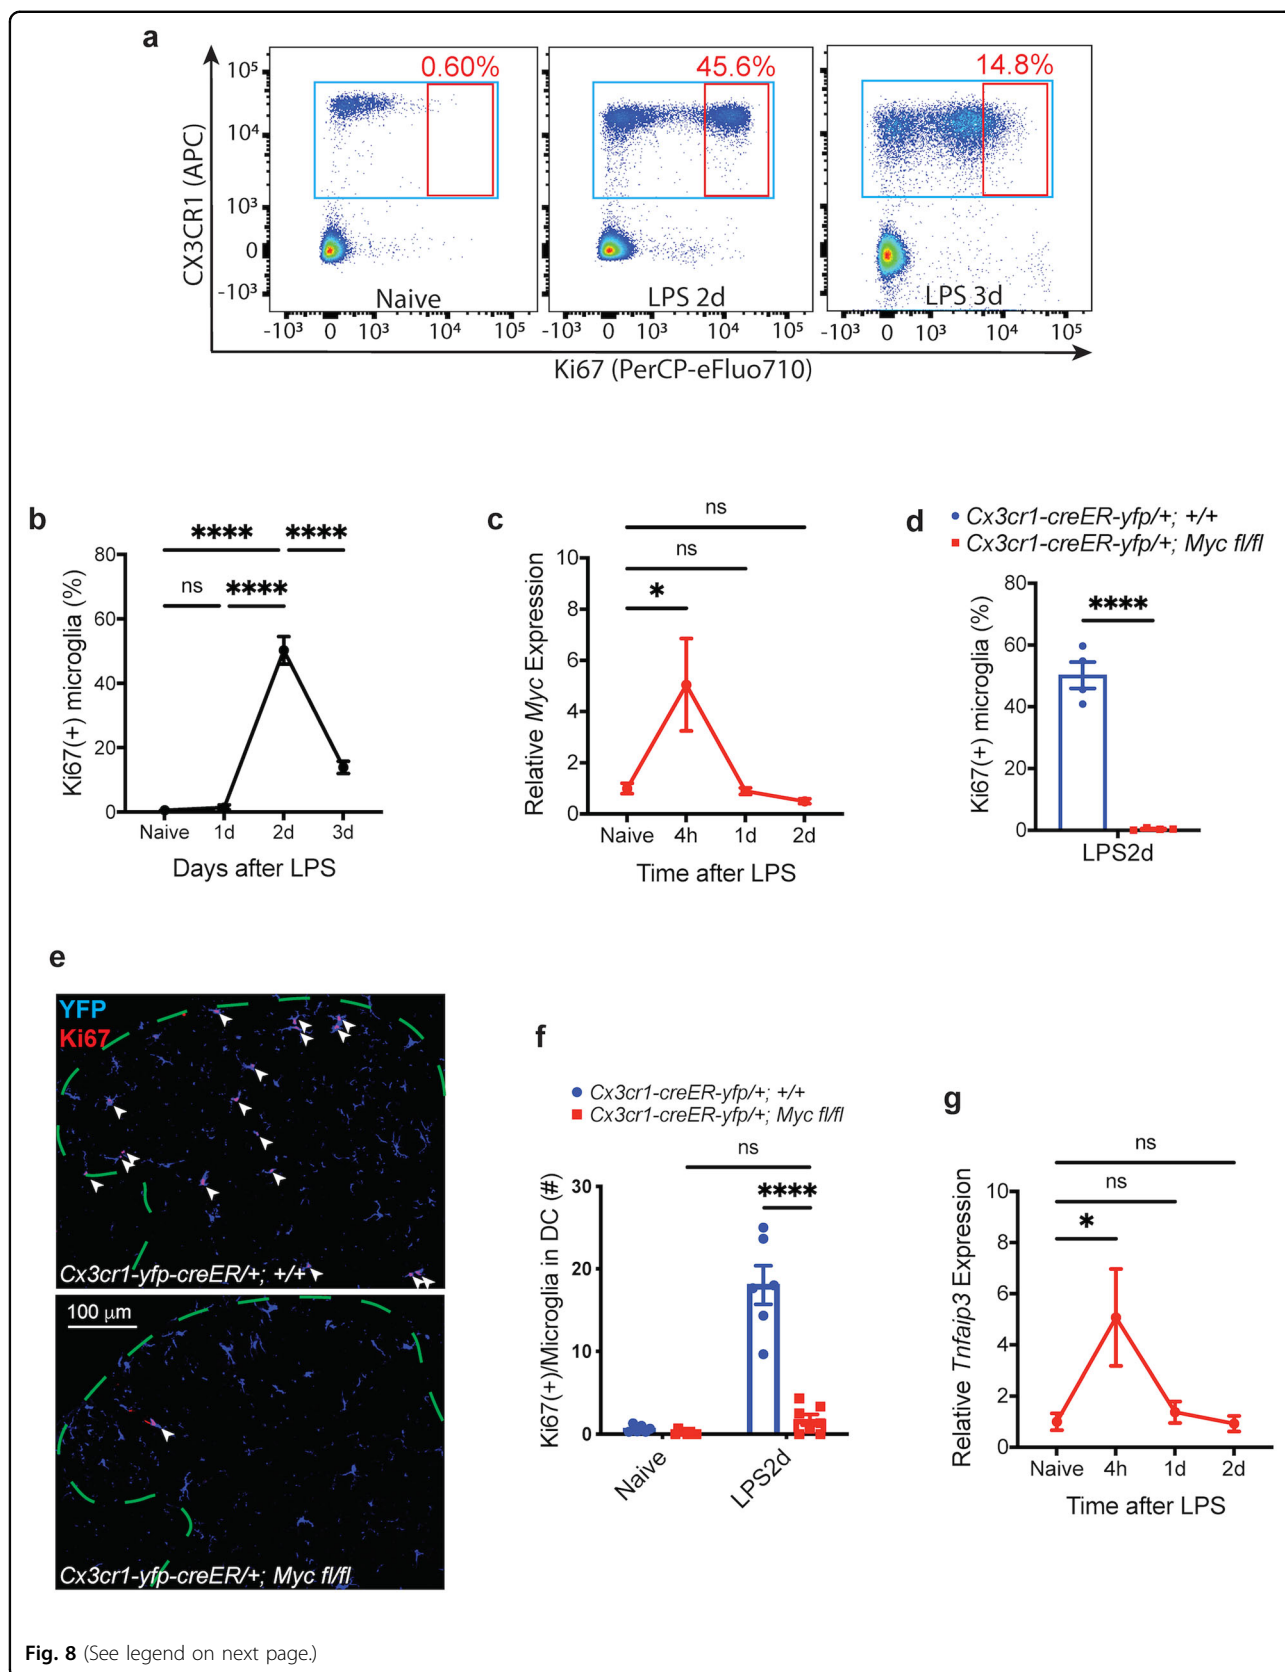 a
0.60%
45.6%
14.8%
CX3CR1 (APC)
10⁵
10⁴
10³
0
-10³
Naive
LPS 2d
LPS 3d
-10³ 0 10³ 10⁴ 10⁵
-10³ 0 10³ 10⁴ 10⁵
-10³ 0 10³ 10⁴ 10⁵
Ki67 (PerCP-eFluo710)
b
**** ****
ns ****
Ki67(+) microglia (%)
80
60
40
20
0
Naive 1d 2d 3d
Days after LPS
c
ns
ns
*
Relative Myc Expression
10
8
6
4
2
0
Naive 4h 1d 2d
Time after LPS
d
Cx3cr1-creER-yfp/+; +/+
Cx3cr1-creER-yfp/+; Myc fl/fl
****
Ki67(+) microglia (%)
80
60
40
20
0
LPS2d
e
YFP
Ki67
Cx3cr1-yfp-creER/+; +/+
100 μm
Cx3cr1-yfp-creER/+; Myc fl/fl
f
Cx3cr1-creER-yfp/+; +/+
Cx3cr1-creER-yfp/+; Myc fl/fl
ns
****
Ki67(+)/Microglia in DC (#)
30
20
10
0
Naive
LPS2d
g
ns
ns
*
Relative Tnfaip3 Expression
10
8
6
4
2
0
Naive 4h 1d 2d
Time after LPS
Fig. 8 (See legend on next page.)